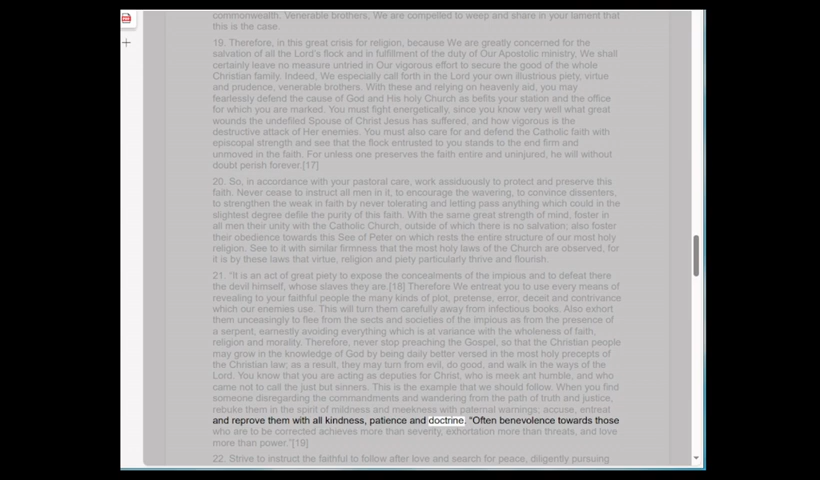 commonwealth. Venerable brothers, We are compelled to weep and share in your lament that
this is the case.
19. Therefore, in this great crisis for religion, because We are greatly concerned for the
salvation of all the Lord's flock and in fulfillment of the duty of Our Apostolic ministry, We shall
certainly leave no measure untried in Our vigorous effort to secure the good of the whole
Christian family. Indeed, We especially call forth in the Lord your own illustrious piety, virtue
and prudence, venerable brothers. With these and relying on heavenly aid, you may
fearlessly defend the cause of God and His holy Church as befits your station and the office
for which you are marked. You must fight energetically, since you know very well what great
wounds the undefiled Spouse of Christ Jesus has suffered, and how vigorous is the
destructive attack of Her enemies. You must also care for and defend the Catholic faith with
episcopal strength and see that the flock entrusted to you stands to the end firm and
unmoved in the faith. For unless one preserves the faith entire and uninjured, he will without
doubt perish forever.[17]
20. So, in accordance with your pastoral care, work assiduously to protect and preserve this
faith. Never cease to instruct all men in it, to encourage the wavering, to convince dissenters,
to strengthen the weak in faith by never tolerating and letting pass anything which could in the
slightest degree defile the purity of this faith. With the same great strength of mind, foster in
all men their unity with the Catholic Church, outside of which there is no salvation; also foster
their obedience towards this See of Peter on which rests the entire structure of our most holy
religion. See to it with similar firmness that the most holy laws of the Church are observed, for
it is by these laws that virtue, religion and piety particularly thrive and flourish.
21. "It is an act of great piety to expose the concealments of the impious and to defeat there
the devil himself, whose slaves they are.[18] Therefore We entreat you to use every means of
revealing to your faithful people the many kinds of plot, pretense, error, deceit and contrivance
which our enemies use. This will turn them carefully away from infectious books. Also exhort
them unceasingly to flee from the sects and societies of the impious as from the presence of
a serpent, earnestly avoiding everything which is at variance with the wholeness of faith,
religion and morality. Therefore, never stop preaching the Gospel, so that the Christian people
may grow in the knowledge of God by being daily better versed in the most holy precepts of
the Christian law; as a result, they may turn from evil, do good, and walk in the ways of the
Lord. You know that you are acting as deputies for Christ, who is meek ant humble, and who
came not to call the just but sinners. This is the example that we should follow. When you find
someone disregarding the commandments and wandering from the path of truth and justice,
rebuke them in the spirit of mildness and meekness with paternal warnings; accuse, entreat
and reprove them with all kindness, patience and doctrine. "Often benevolence towards those
who are to be corrected achieves more than severity, exhortation more than threats, and love
more than power."[19]
22. Strive to instruct the faithful to follow after love and search for peace, diligently pursuing